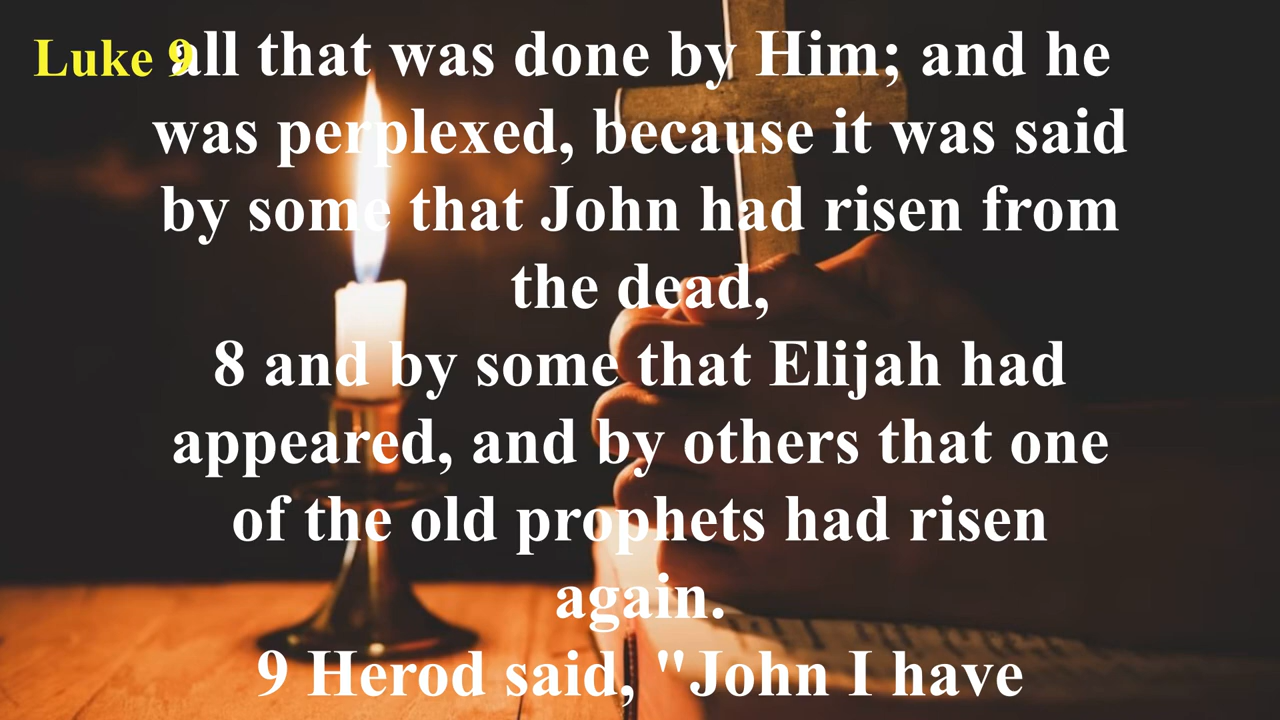 Luke 9
all that was done by Him; and he
was perplexed, because it was said
by some that John had risen from
the dead,
8 and by some that Elijah had
appeared, and by others that one
of the old prophets had risen
again.
9 Herod said, "John I have